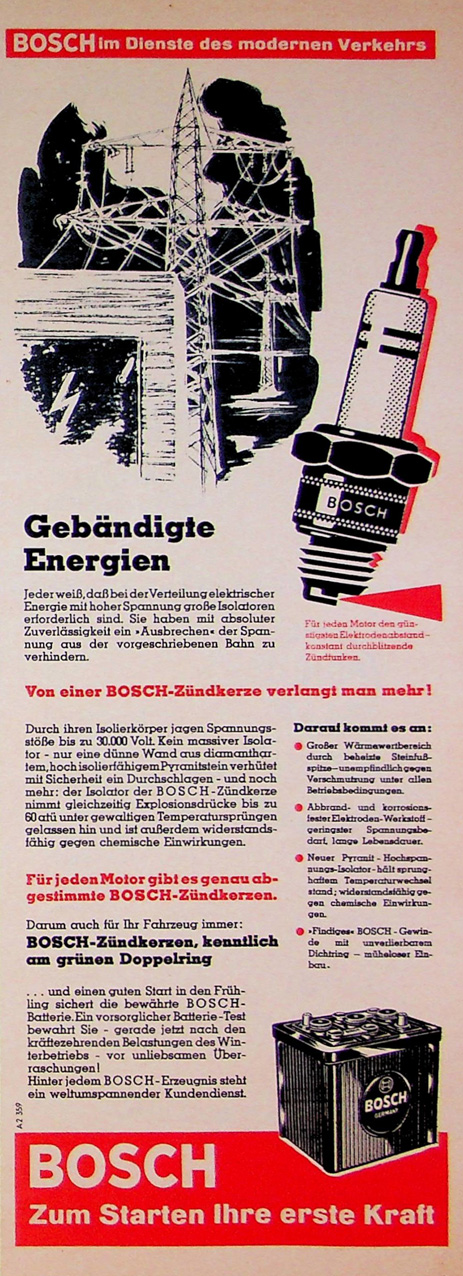 BOSCH im Dienste des modernen Verkehrs
BOSCH
Gebändigte
Energien
Jeder weiß, daß bei der Verteilung elektrischer
Energie mit hoher Spannung große Isolatoren
erforderlich sind. Sie haben mit absoluter
Zuverlässigkeit ein »Ausbrechen« der Span-
nung aus der vorgeschriebenen Bahn zu
verhindern.
Für jeden Motor den gün-
stigsten Elektrodenabstand –
konstant durchblitzende
Zündfunken.
Von einer BOSCH-Zündkerze verlangt man mehr!
Durch ihren Isolierkörper jagen Spannungs-
stöße bis zu 30.000 Volt. Kein massiver Isola-
tor - nur eine dünne Wand aus diamanthar-
tem, hoch isolierfähigem Pyramitstein verhütet
mit Sicherheit ein Durchschlagen - und noch
mehr: der Isolator der BOSCH-Zündkerze
nimmt gleichzeitig Explosionsdrücke bis zu
60 atü unter gewaltigen Temperatursprüngen
gelassen hin und ist außerdem widerstands-
fähig gegen chemische Einwirkungen.
Für jeden Motor gibt es genau ab-
gestimmte BOSCH-Zündkerzen.
Darum auch für Ihr Fahrzeug immer:
BOSCH-Zündkerzen, kenntlich
am grünen Doppelring
... und einen guten Start in den Früh-
ling sichert die bewährte BOSCH-
Batterie. Ein vorsorglicher Batterie-Test
bewahrt Sie - gerade jetzt nach den
kräftezehrenden Belastungen des Win-
terbetriebs - vor unliebsamen Über-
raschungen!
Hinter jedem BOSCH-Erzeugnis steht
ein weltumspannender Kundendienst.
Darauf kommt es an:
Großer Wärmewertbereich
durch beheizte Steinfuß-
spitze – unempfindlich gegen
Verschmutzung unter allen
Betriebsbedingungen.
Abbrand- und korrosions-
fester Elektroden-Werkstoff -
geringster Spannungsbe-
darf, lange Lebensdauer.
Neuer Pyramit - Hochspan-
nungs-Isolator - hält sprung-
haftem Temperaturwechsel
stand; widerstandsfähig ge-
gen chemische Einwirkun-
gen.
»Findiges« BOSCH - Gewin-
de mit unverlierbarem
Dichtring – müheloser Ein-
bau.
BOSCH
GERMANY
A 2 359
BOSCH
Zum Starten Ihre erste Kraft